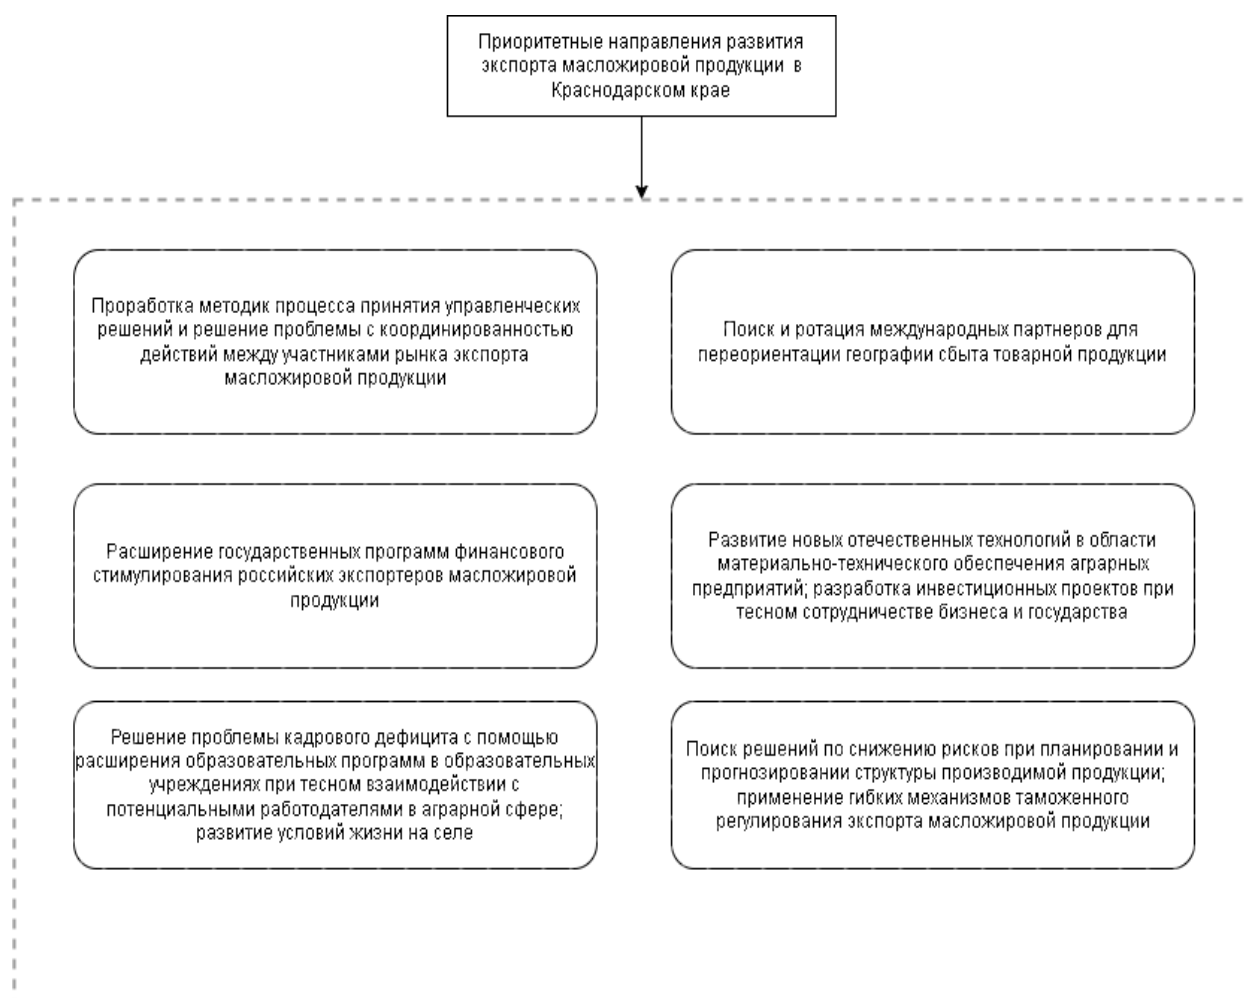 Приоритетные направления развития
экспорта масложировой продукции в
Краснодарском крае
Проработка методик процесса принятия управленческих
решений и решение проблемы с координированностью
действий между участниками рынка экспорта
масложировой продукции
Поиск и ротация международных партнеров для
переориентации географии сбыта товарной продукции
Расширение государственных программ финансового
стимулирования российских экспортеров масложировой
продукции
Развитие новых отечественных технологий в области
материально-технического обеспечения аграрных
предприятий; разработка инвестиционных проектов при
тесном сотрудничестве бизнеса и государства
Решение проблемы кадрового дефицита с помощью
расширения образовательных программ в образовательных
учреждениях при тесном взаимодействии с
потенциальными работодателями в аграрной сфере;
развитие условий жизни на селе
Поиск решений по снижению рисков при планировании и
прогнозировании структуры производимой продукции;
применение гибких механизмов таможенного
регулирования экспорта масложировой продукции